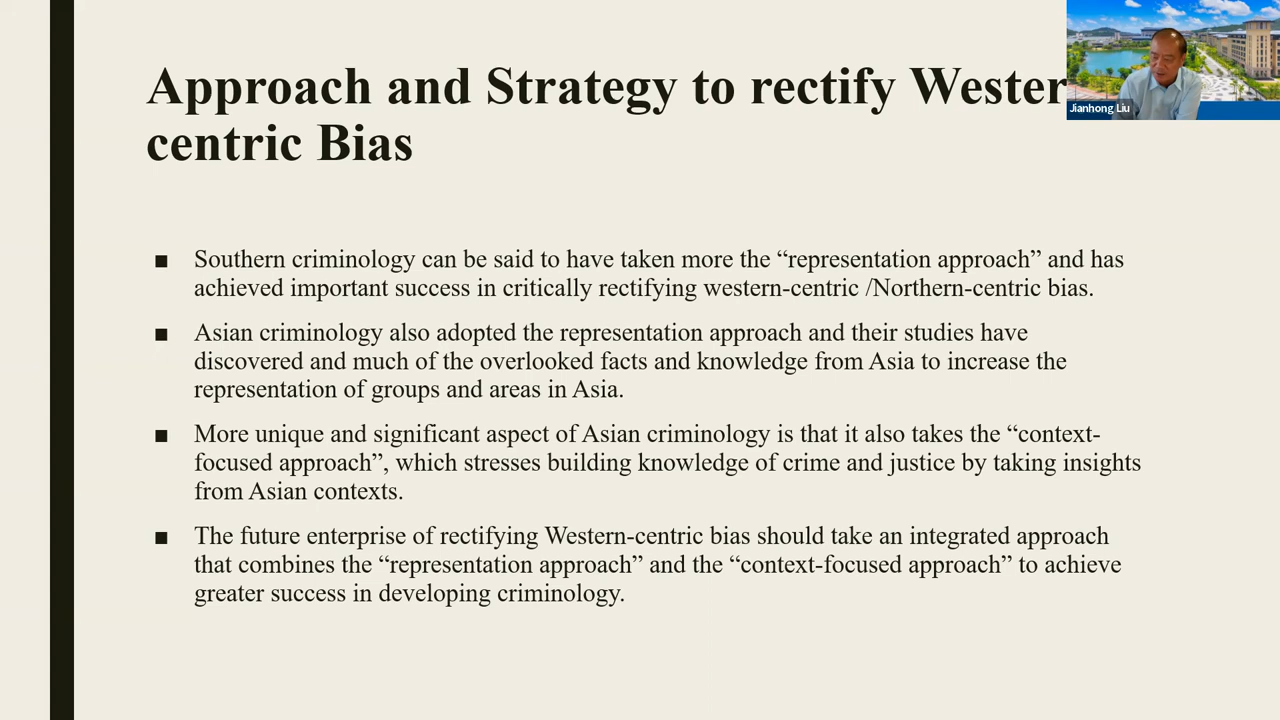 Approach and Strategy to rectify Wester
centric Bias
Jianhong Liu
■ Southern criminology can be said to have taken more the “representation approach” and has
achieved important success in critically rectifying western-centric /Northern-centric bias.
■ Asian criminology also adopted the representation approach and their studies have
discovered and much of the overlooked facts and knowledge from Asia to increase the
representation of groups and areas in Asia.
■ More unique and significant aspect of Asian criminology is that it also takes the “context-
focused approach”, which stresses building knowledge of crime and justice by taking insights
from Asian contexts.
■ The future enterprise of rectifying Western-centric bias should take an integrated approach
that combines the “representation approach” and the “context-focused approach” to achieve
greater success in developing criminology.